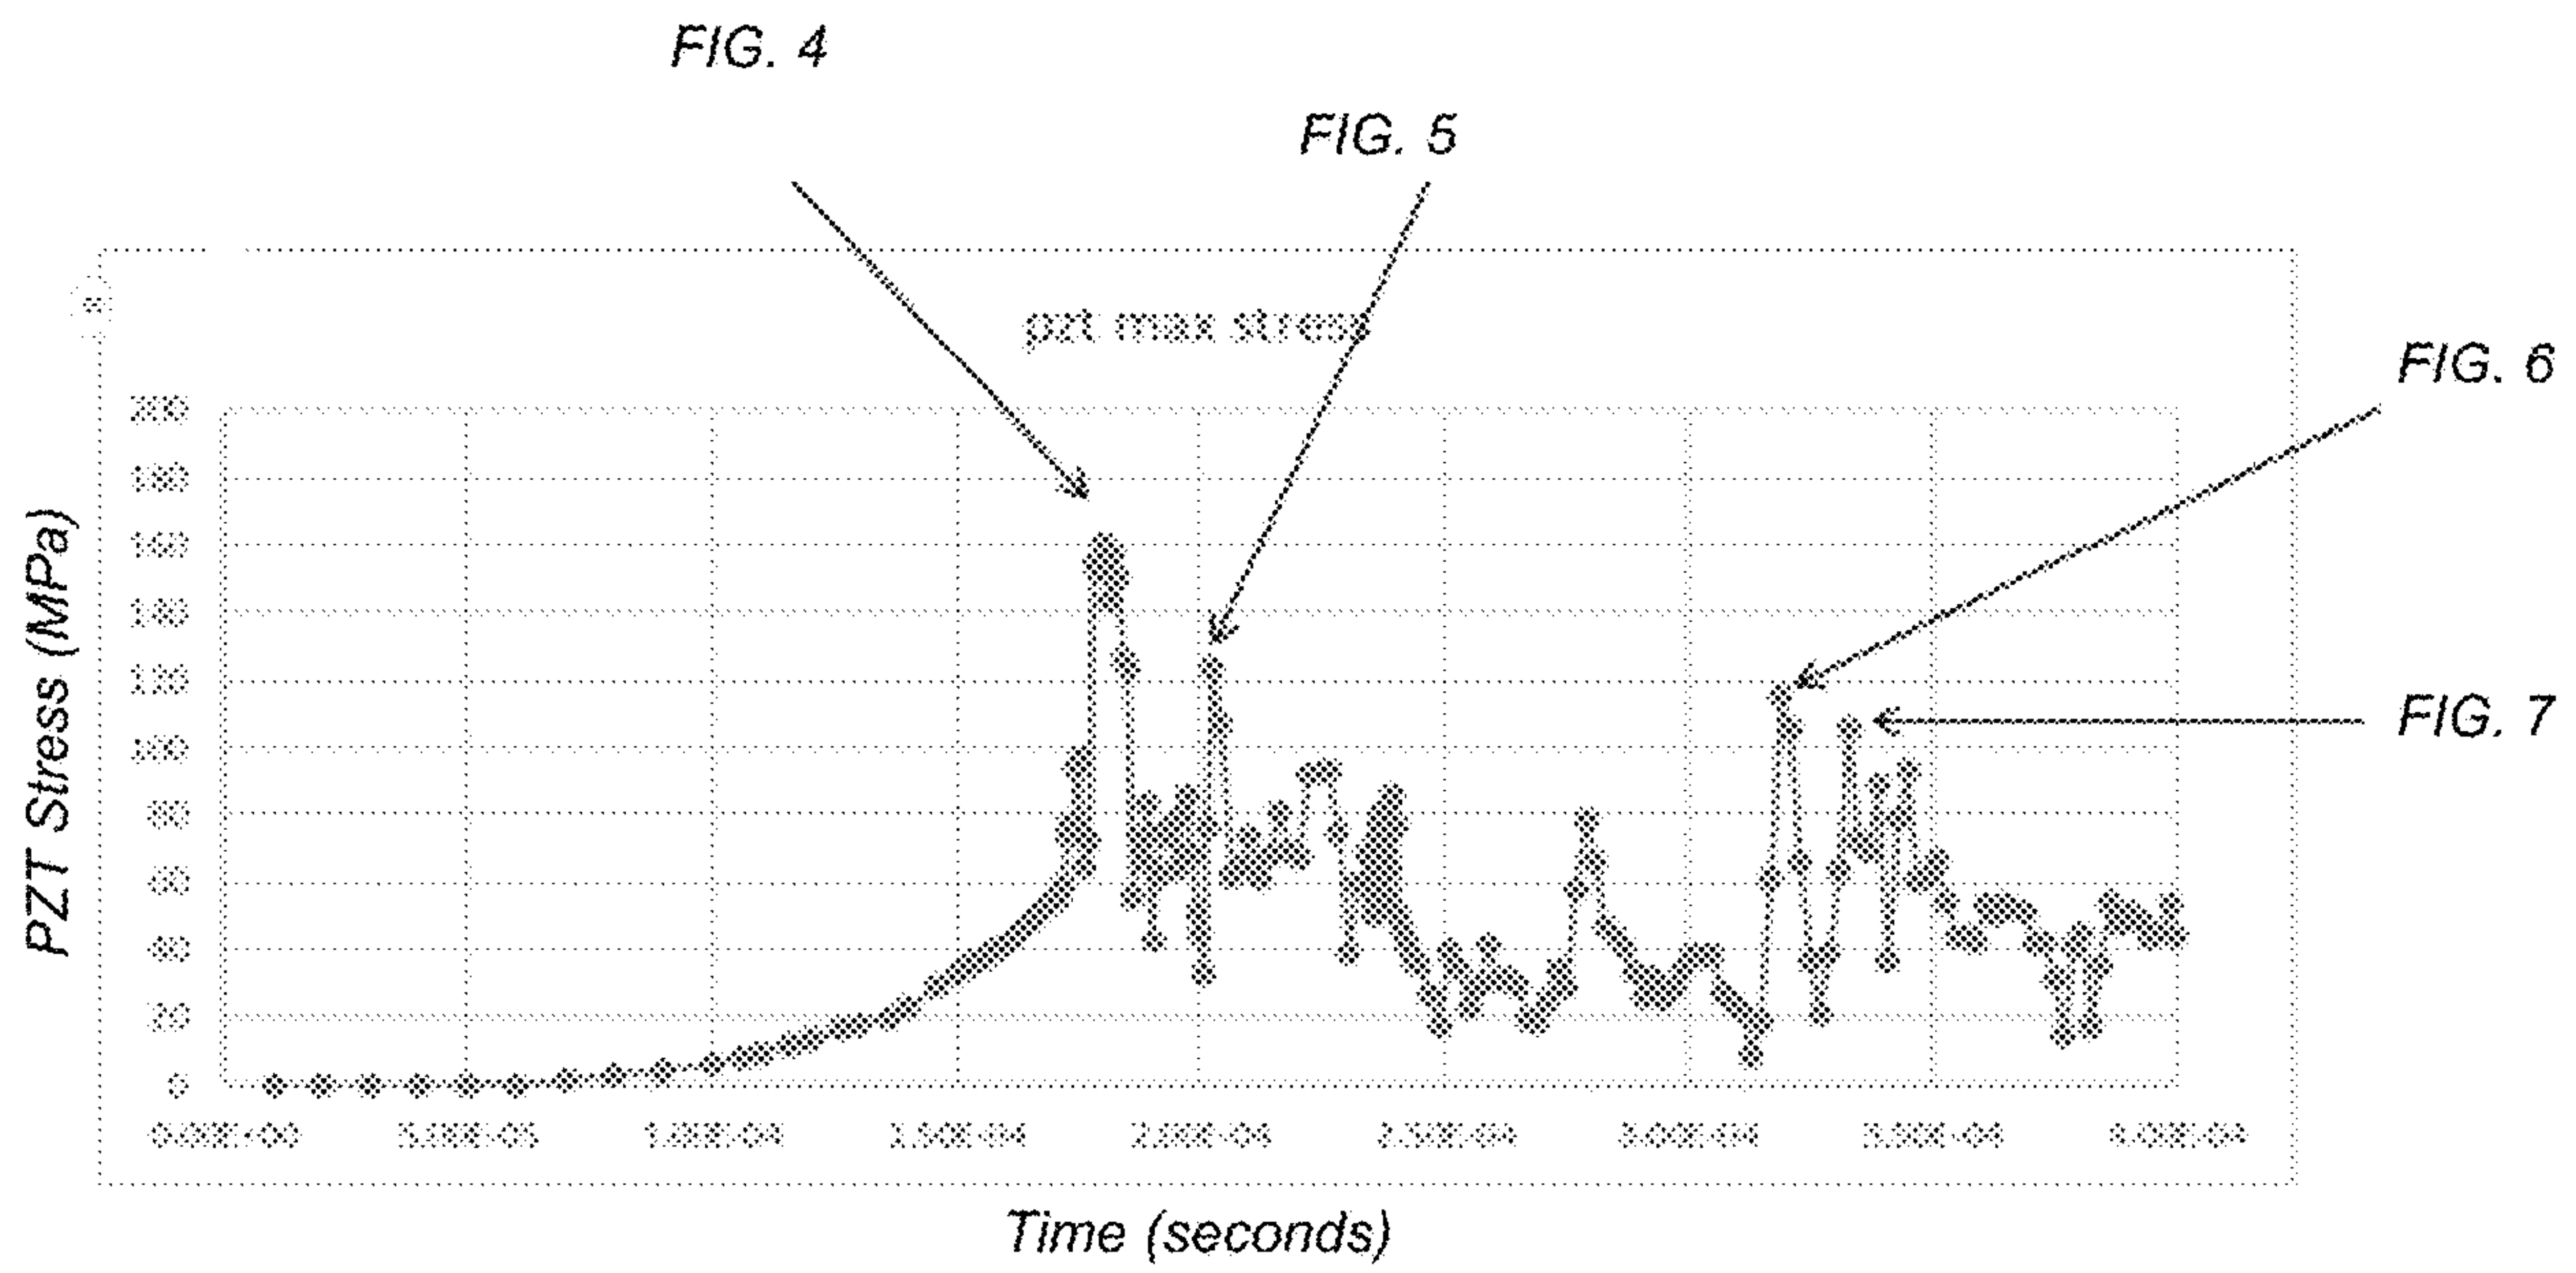 FIG. 4
FIG. 5
pzt max stress
FIG. 6
FIG. 7
PZT Stress (MPa)
200
180
160
140
120
100
80
60
40
20
0
0.00E+00 5.00E-05 1.00E-04 1.50E-04 2.00E-04 2.50E-04 3.00E-04 3.50E-04 4.00E-04
Time (seconds)